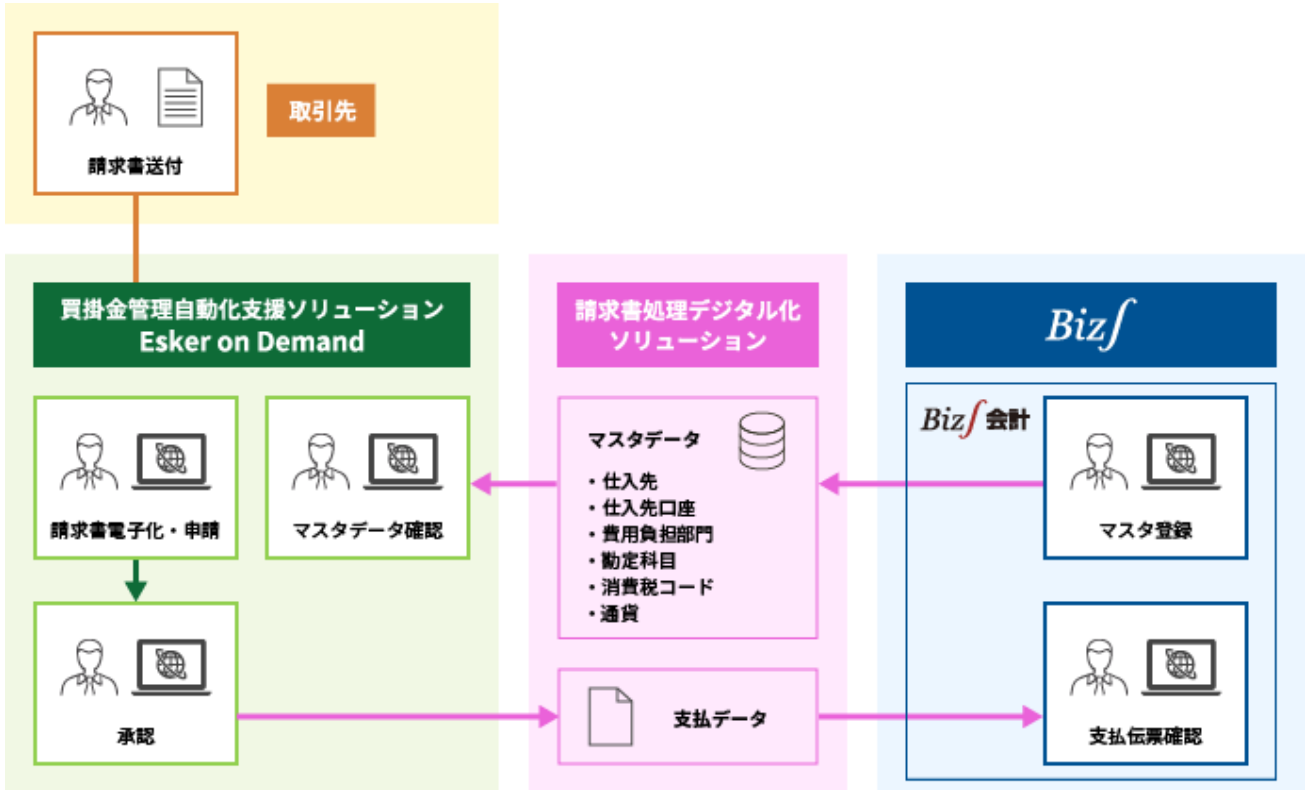 請求書送付
取引先
買掛金管理自動化支援ソリューション
Esker on Demand
請求書電子化・申請
マスタデータ確認
承認
請求書処理デジタル化
ソリューション
マスタデータ
・仕入先
・仕入先口座
・費用負担部門
・勘定科目
・消費税コード
・通貨
支払データ
Biz∫
Biz∫会計
マスタ登録
支払伝票確認